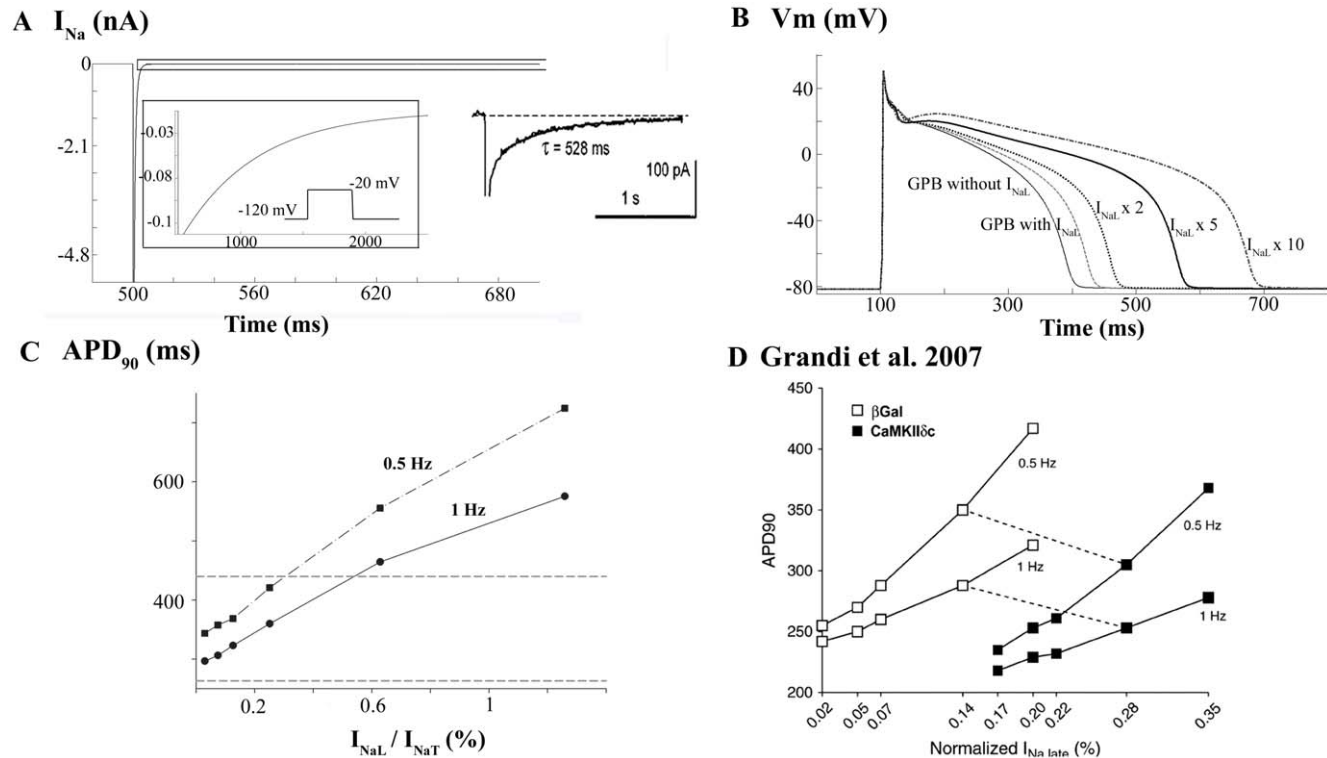 A I_Na (nA)
0
-2.1
-4.8
-0.03
-0.08
-0.1
-120 mV
-20 mV
1000 2000
τ = 528 ms
100 pA
1 s
500 560 620 680
Time (ms)
B Vm (mV)
40
0
-40
-80
GPB without I_NaL
GPB with I_NaL
I_NaL x 2
I_NaL x 5
I_NaL x 10
100 300 500 700
Time (ms)
C APD_90 (ms)
600
400
0.5 Hz
1 Hz
0.2 0.6 1
I_NaL / I_NaT (%)
D Grandi et al. 2007
450
400
350
300
250
200
APD90
βGal
CaMKIIδc
0.5 Hz
1 Hz
0.5 Hz
1 Hz
0.02 0.05 0.07 0.14 0.17 0.20 0.22 0.28 0.35
Normalized I_Na late (%)